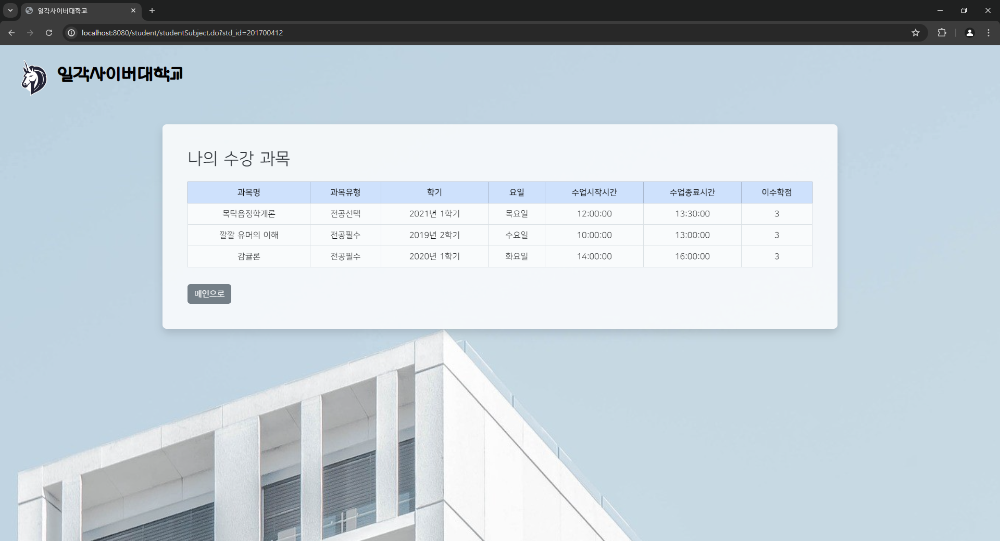 일각사이버대학교
localhost:8080/student/studentSubject.do?std_id=201700412
일각사이버대학교
나의 수강 과목
과목명 과목유형 학기 요일 수업시작시간 수업종료시간 이수학점
목탁음정학개론 전공선택 2021년 1학기 목요일 12:00:00 13:30:00 3
깔깔 유머의 이해 전공필수 2019년 2학기 수요일 10:00:00 13:00:00 3
감귤론 전공필수 2020년 1학기 화요일 14:00:00 16:00:00 3
메인으로